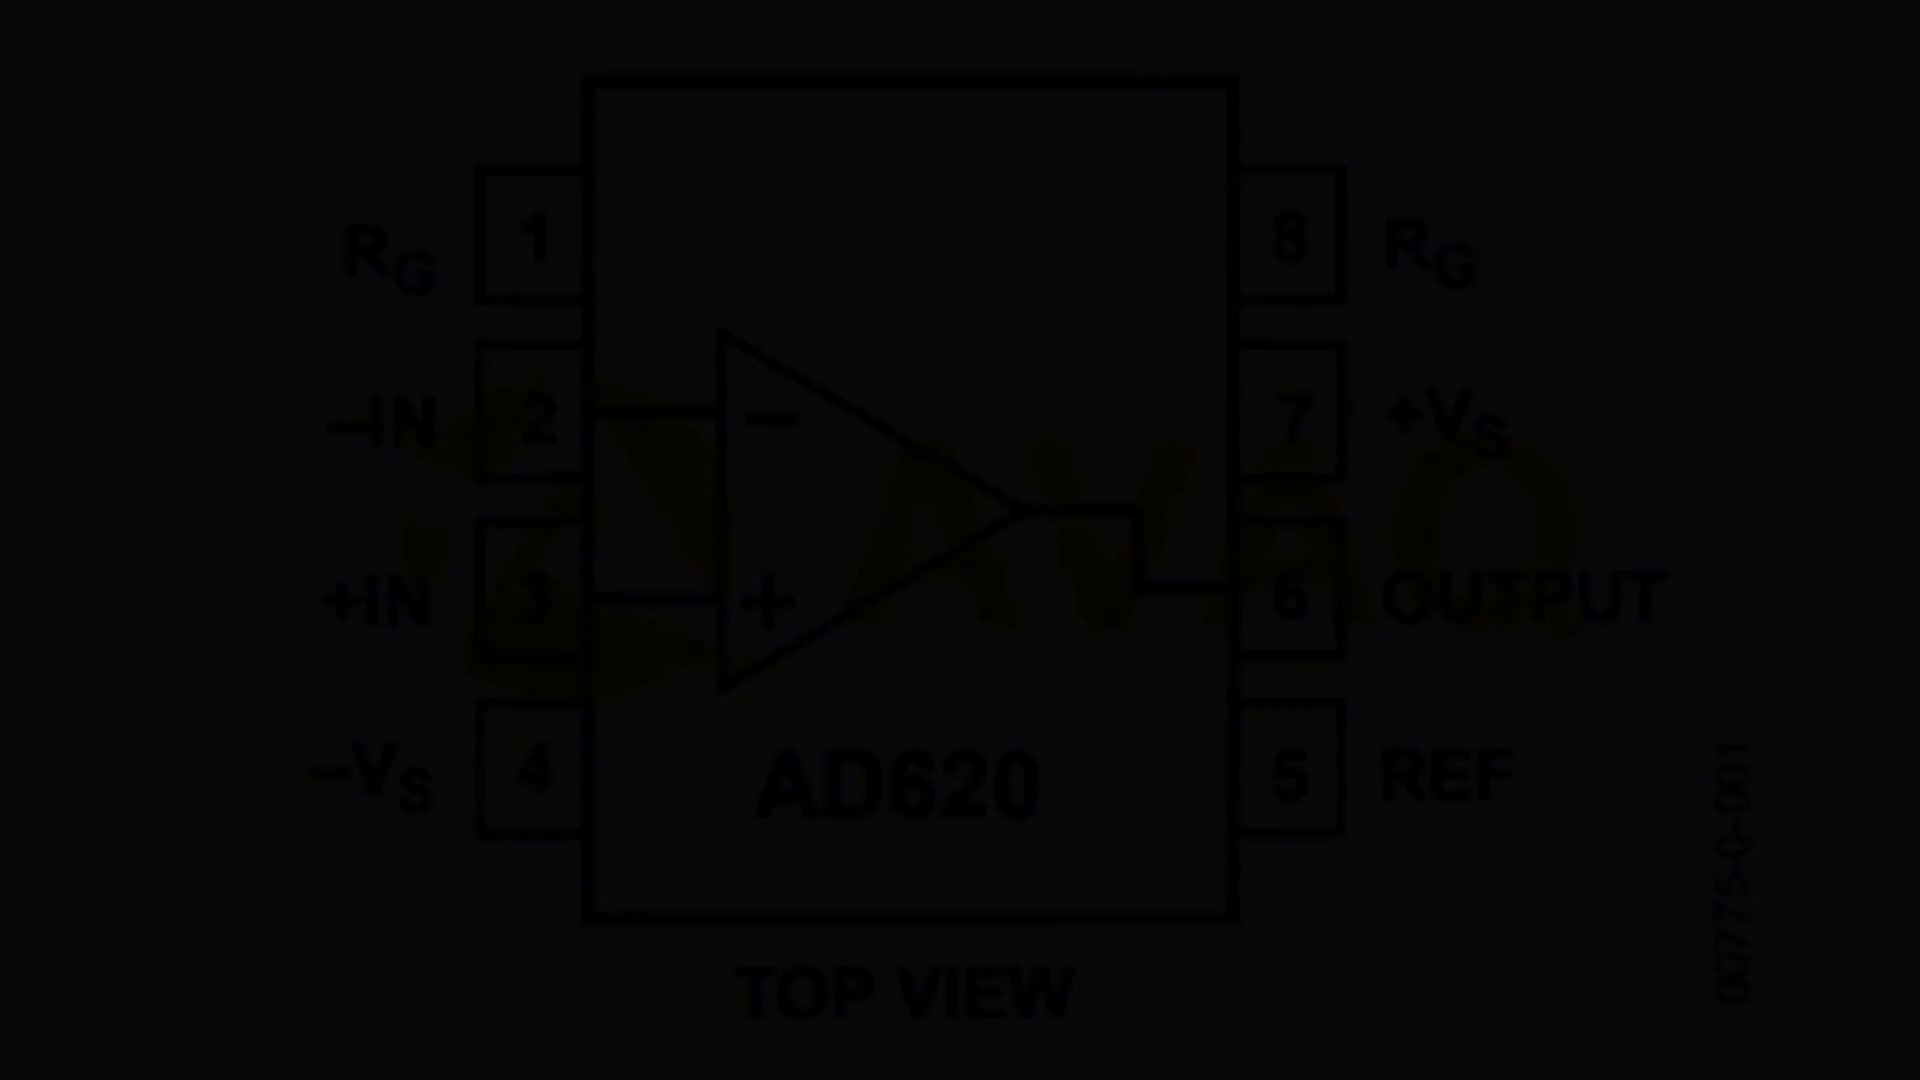 RG 1 8 RG
–IN 2 – 7 +VS
+IN 3 + 6 OUTPUT
–VS 4 AD620 5 REF
TOP VIEW
00775-0-001